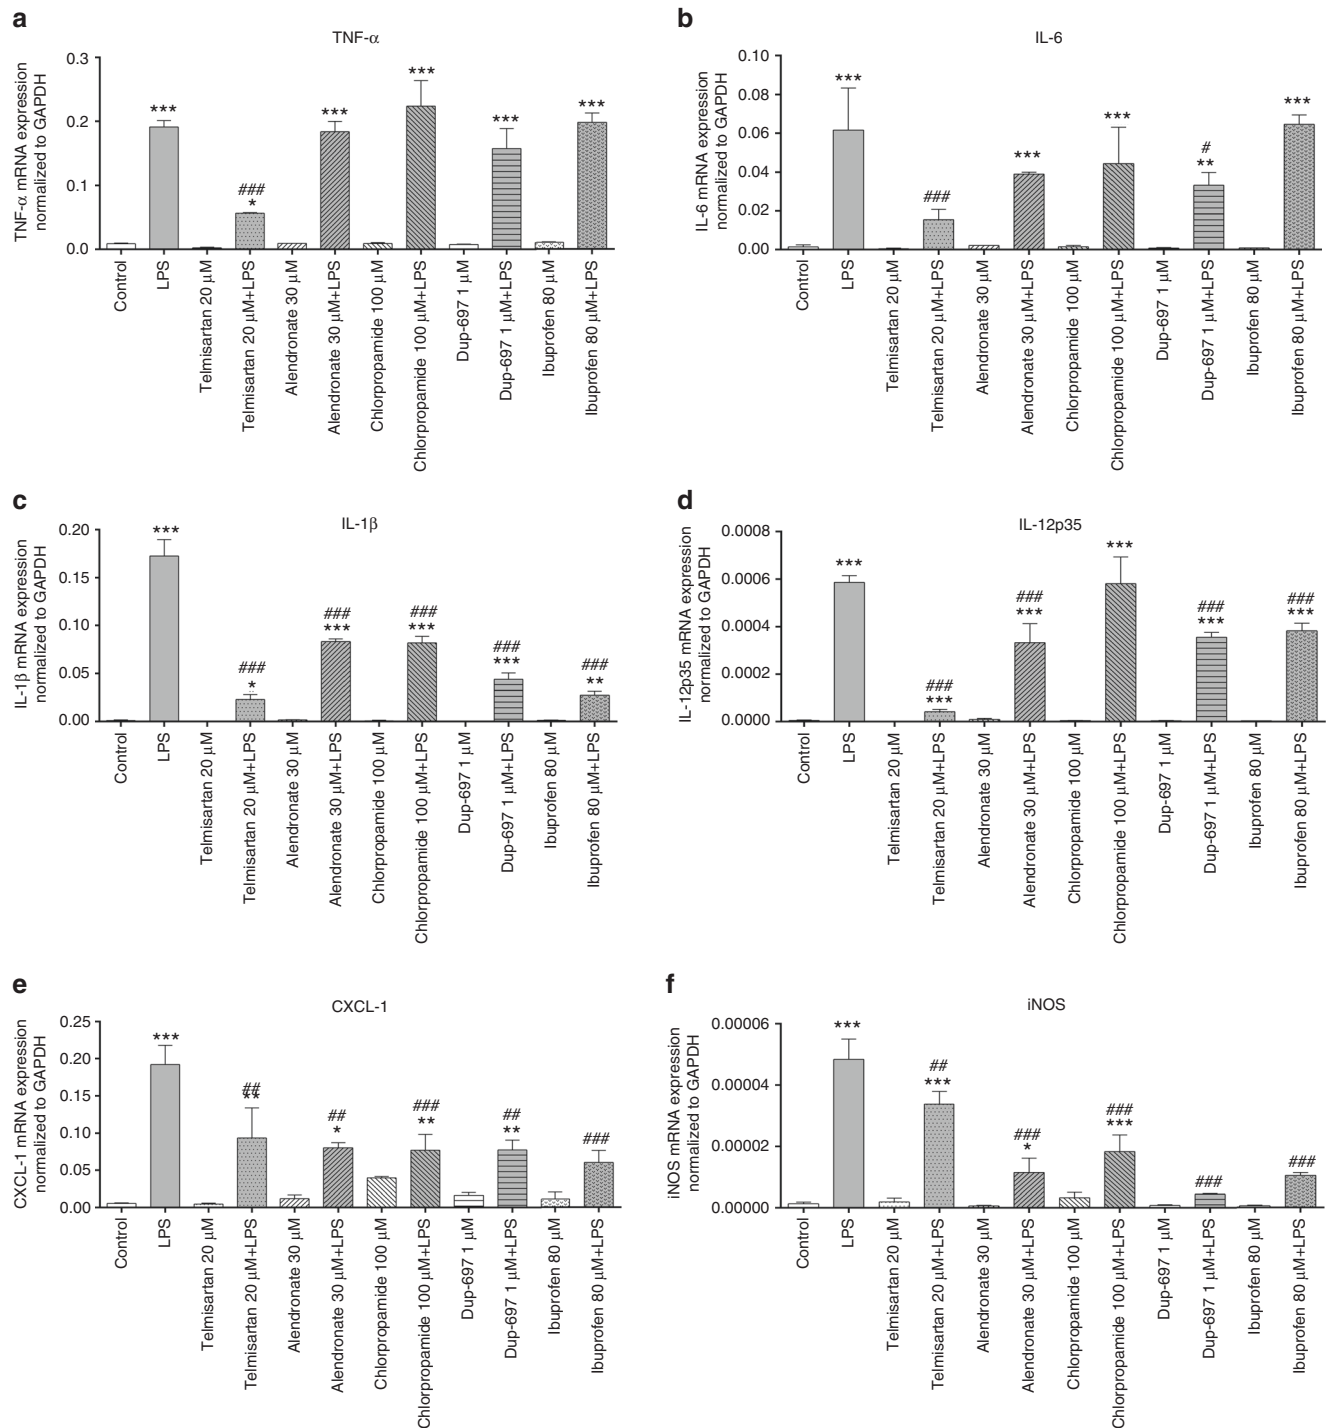 a
TNF-α
TNF-α mRNA expression
normalized to GAPDH
0.3
0.2
0.1
0.0
***
###
*
***
***
***
***
Control
LPS
Telmisartan 20 μM
Telmisartan 20 μM+LPS
Alendronate 30 μM
Alendronate 30 μM+LPS
Chlorpropamide 100 μM
Chlorpropamide 100 μM+LPS
Dup-697 1 μM
Dup-697 1 μM+LPS
Ibuprofen 80 μM
Ibuprofen 80 μM+LPS
b
IL-6
IL-6 mRNA expression
normalized to GAPDH
0.10
0.08
0.06
0.04
0.02
0.00
***
###
***
***
#
**
***
Control
LPS
Telmisartan 20 μM
Telmisartan 20 μM+LPS
Alendronate 30 μM
Alendronate 30 μM+LPS
Chlorpropamide 100 μM
Chlorpropamide 100 μM+LPS
Dup-697 1 μM
Dup-697 1 μM+LPS
Ibuprofen 80 μM
Ibuprofen 80 μM+LPS
c
IL-1β
IL-1β mRNA expression
normalized to GAPDH
0.20
0.15
0.10
0.05
0.00
***
###
*
###
***
###
***
###
***
###
**
Control
LPS
Telmisartan 20 μM
Telmisartan 20 μM+LPS
Alendronate 30 μM
Alendronate 30 μM+LPS
Chlorpropamide 100 μM
Chlorpropamide 100 μM+LPS
Dup-697 1 μM
Dup-697 1 μM+LPS
Ibuprofen 80 μM
Ibuprofen 80 μM+LPS
d
IL-12p35
IL-12p35 mRNA expression
normalized to GAPDH
0.0008
0.0006
0.0004
0.0002
0.0000
***
###
***
###
***
***
###
***
###
***
Control
LPS
Telmisartan 20 μM
Telmisartan 20 μM+LPS
Alendronate 30 μM
Alendronate 30 μM+LPS
Chlorpropamide 100 μM
Chlorpropamide 100 μM+LPS
Dup-697 1 μM
Dup-697 1 μM+LPS
Ibuprofen 80 μM
Ibuprofen 80 μM+LPS
e
CXCL-1
CXCL-1 mRNA expression
normalized to GAPDH
0.25
0.20
0.15
0.10
0.05
0.00
***
##
**
##
*
###
**
##
**
###
Control
LPS
Telmisartan 20 μM
Telmisartan 20 μM+LPS
Alendronate 30 μM
Alendronate 30 μM+LPS
Chlorpropamide 100 μM
Chlorpropamide 100 μM+LPS
Dup-697 1 μM
Dup-697 1 μM+LPS
Ibuprofen 80 μM
Ibuprofen 80 μM+LPS
f
iNOS
iNOS mRNA expression
normalized to GAPDH
0.00006
0.00004
0.00002
0.00000
***
##
***
###
*
###
***
###
###
Control
LPS
Telmisartan 20 μM
Telmisartan 20 μM+LPS
Alendronate 30 μM
Alendronate 30 μM+LPS
Chlorpropamide 100 μM
Chlorpropamide 100 μM+LPS
Dup-697 1 μM
Dup-697 1 μM+LPS
Ibuprofen 80 μM
Ibuprofen 80 μM+LPS